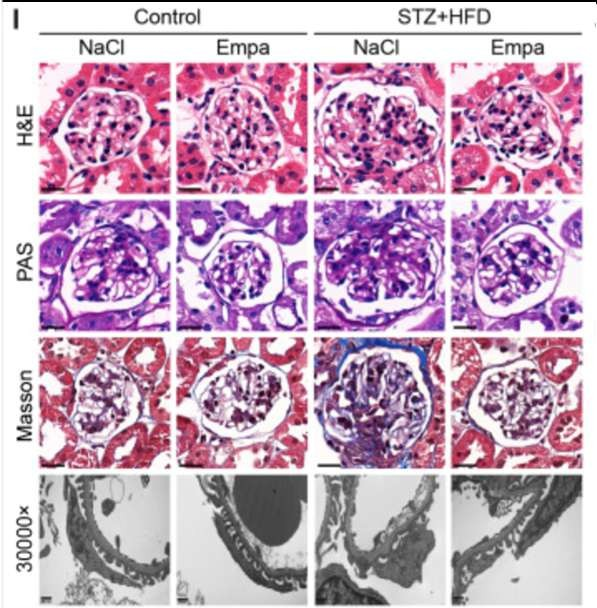 I
Control STZ+HFD
NaCl Empa NaCl Empa
H&E
PAS
Masson
30000×